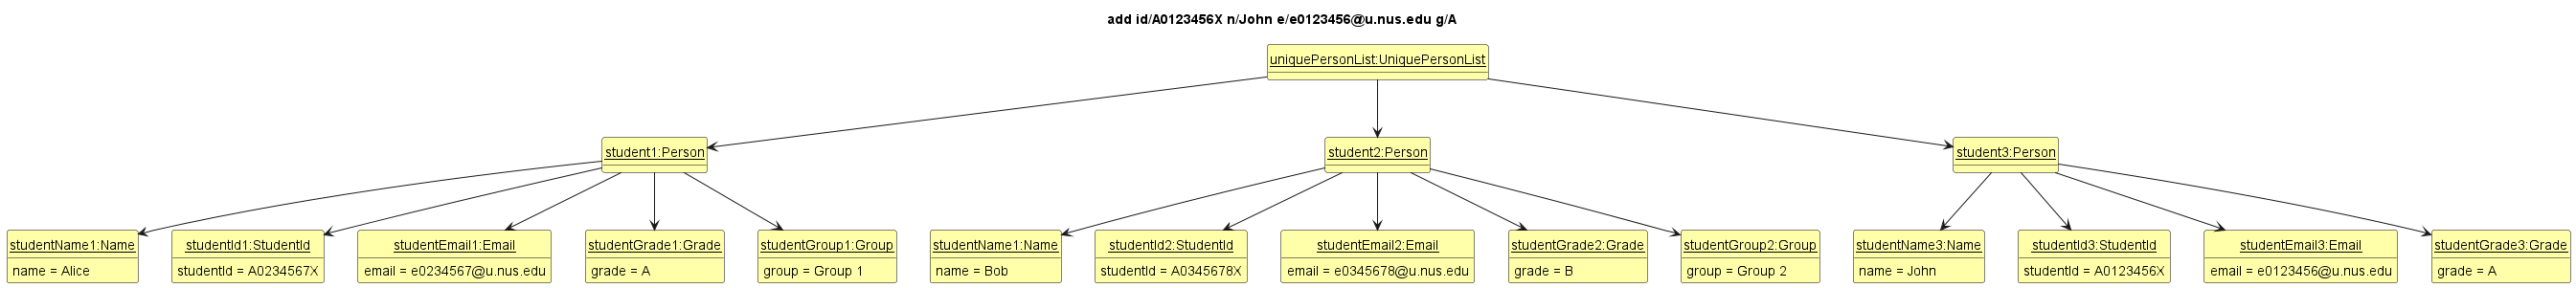 add id/A0123456X n/John e/e0123456@u.nus.edu g/A
uniquePersonList:UniquePersonList
student1:Person
student2:Person
student3:Person
studentName1:Name
name = Alice
studentId1:StudentId
studentId = A0234567X
studentEmail1:Email
email = e0234567@u.nus.edu
studentGrade1:Grade
grade = A
studentGroup1:Group
group = Group 1
studentName1:Name
name = Bob
studentId2:StudentId
studentId = A0345678X
studentEmail2:Email
email = e0345678@u.nus.edu
studentGrade2:Grade
grade = B
studentGroup2:Group
group = Group 2
studentName3:Name
name = John
studentId3:StudentId
studentId = A0123456X
studentEmail3:Email
email = e0123456@u.nus.edu
studentGrade3:Grade
grade = A